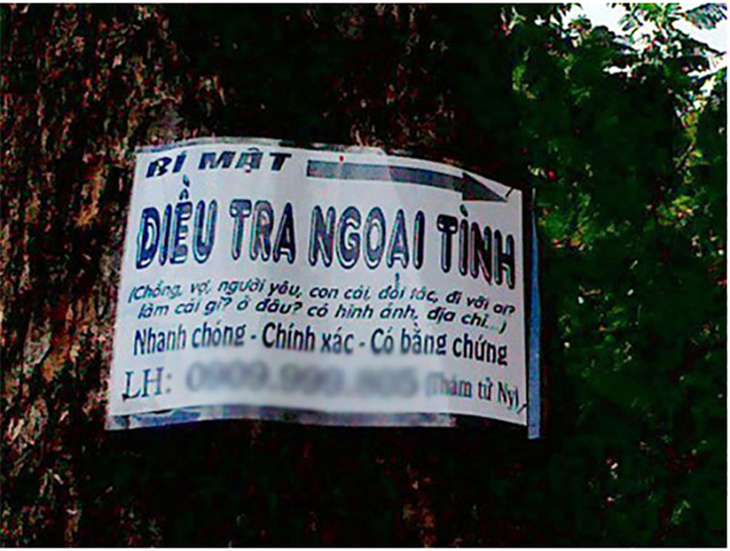 BÍ MẬT
ĐIỀU TRA NGOẠI TÌNH
(Chồng, vợ, người yêu, con cái, đối tác, đi với ai?
làm cái gì? ở đâu? có hình ảnh, địa chỉ...)
Nhanh chóng - Chính xác - Có bằng chứng
LH: (Thám tử Ny)